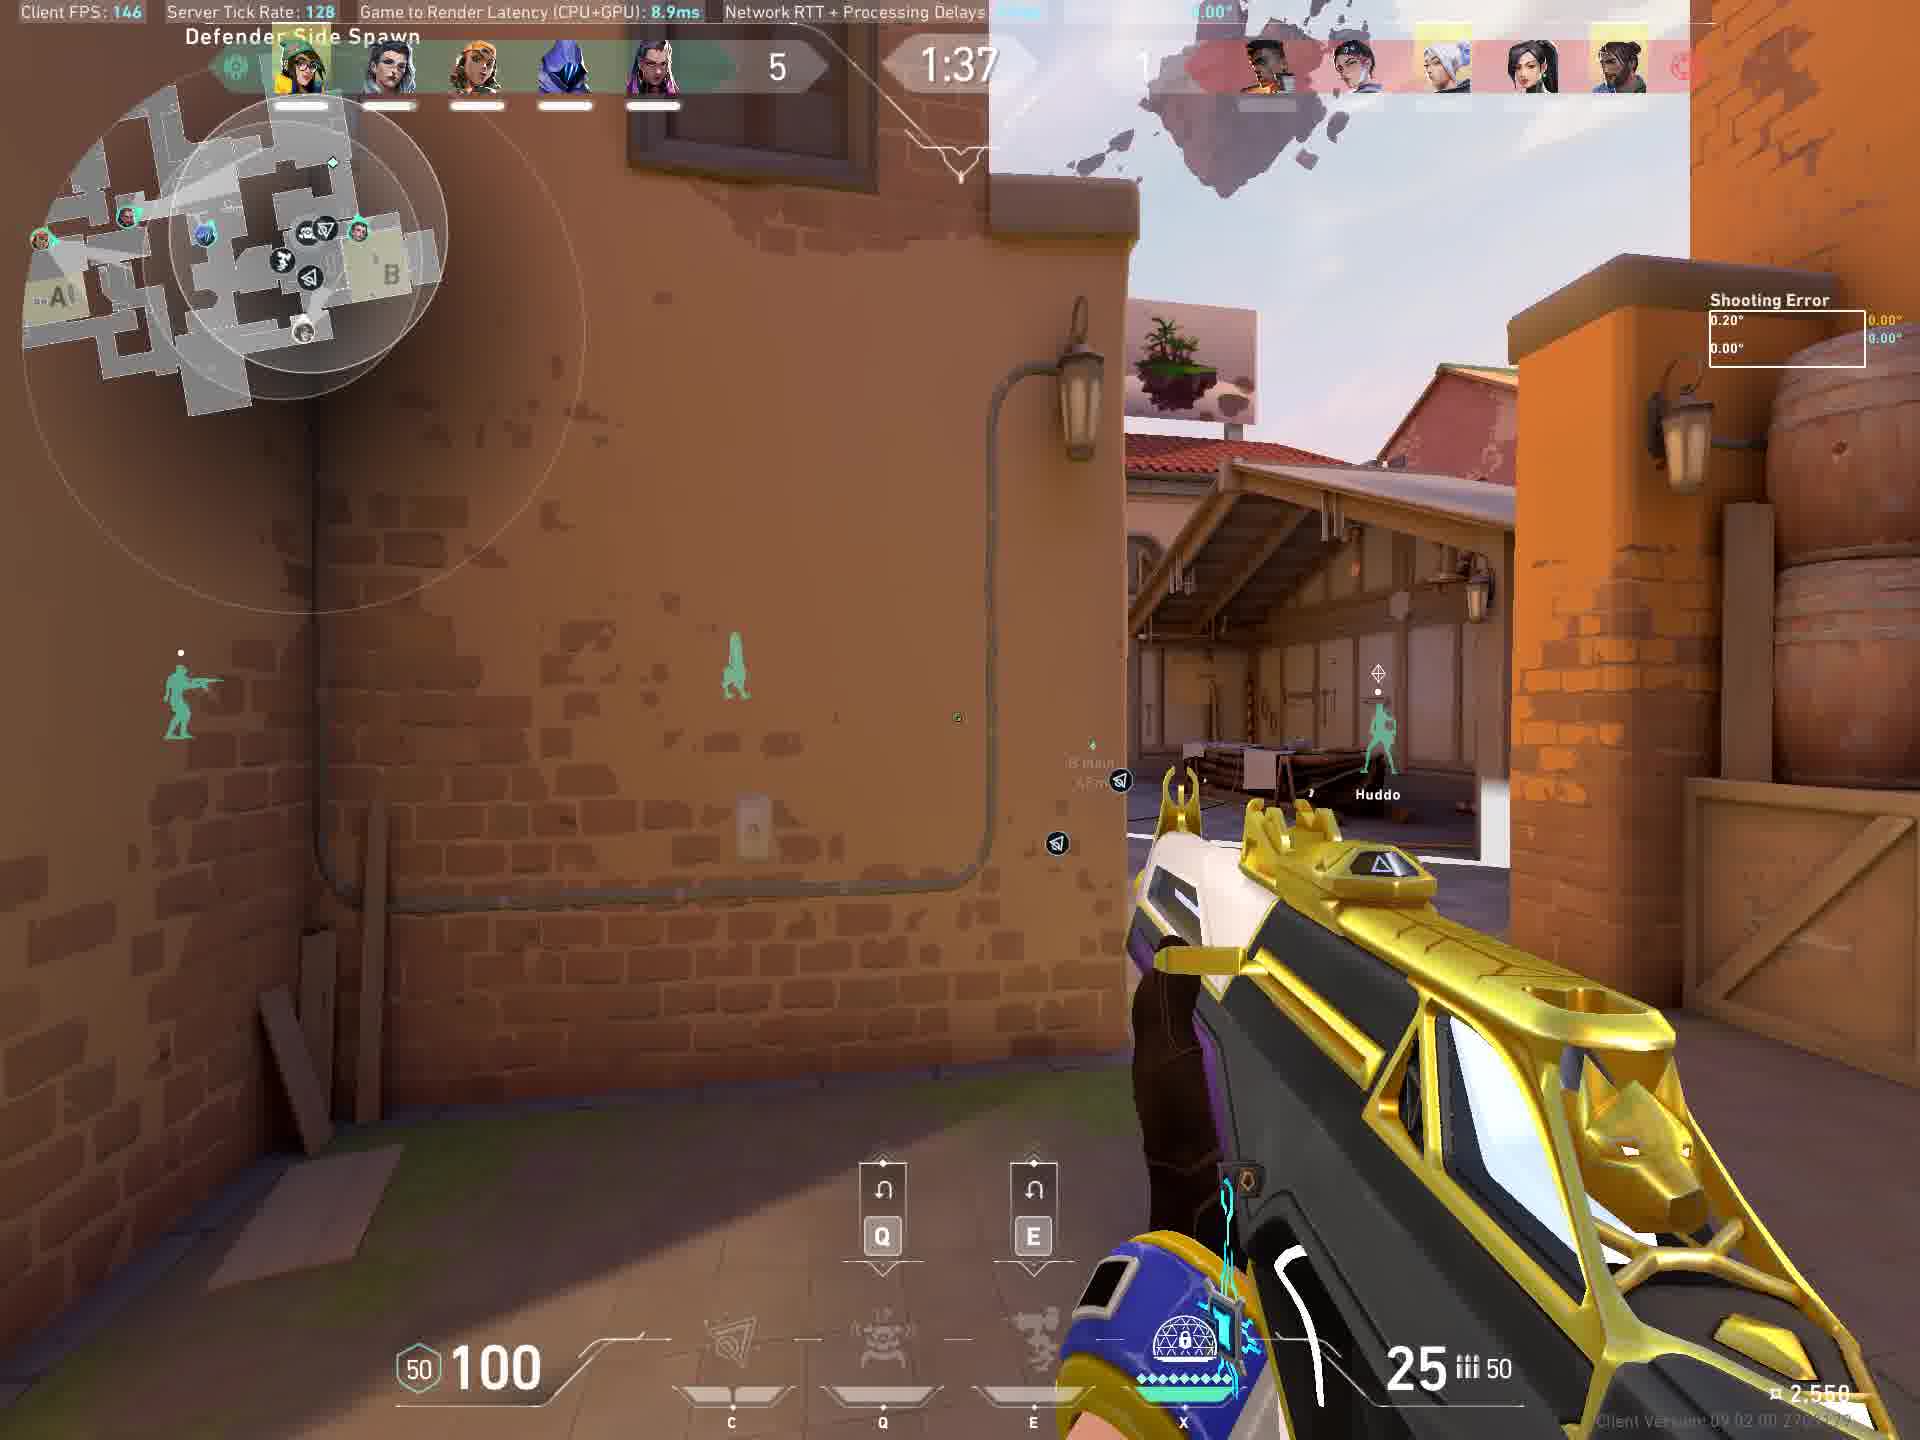 Client FPS: 146
Server Tick Rate: 128
Game to Render Latency (CPU+GPU): 8.9ms
Network RTT + Processing Delays
0.00°
Defender Side Spawn
5
1:37
1
A
B
Shooting Error
0.20°
0.00°
0.00°
0.00°
B Main
Huddo
Q
E
50
100
C
Q
E
X
25
50
2,550